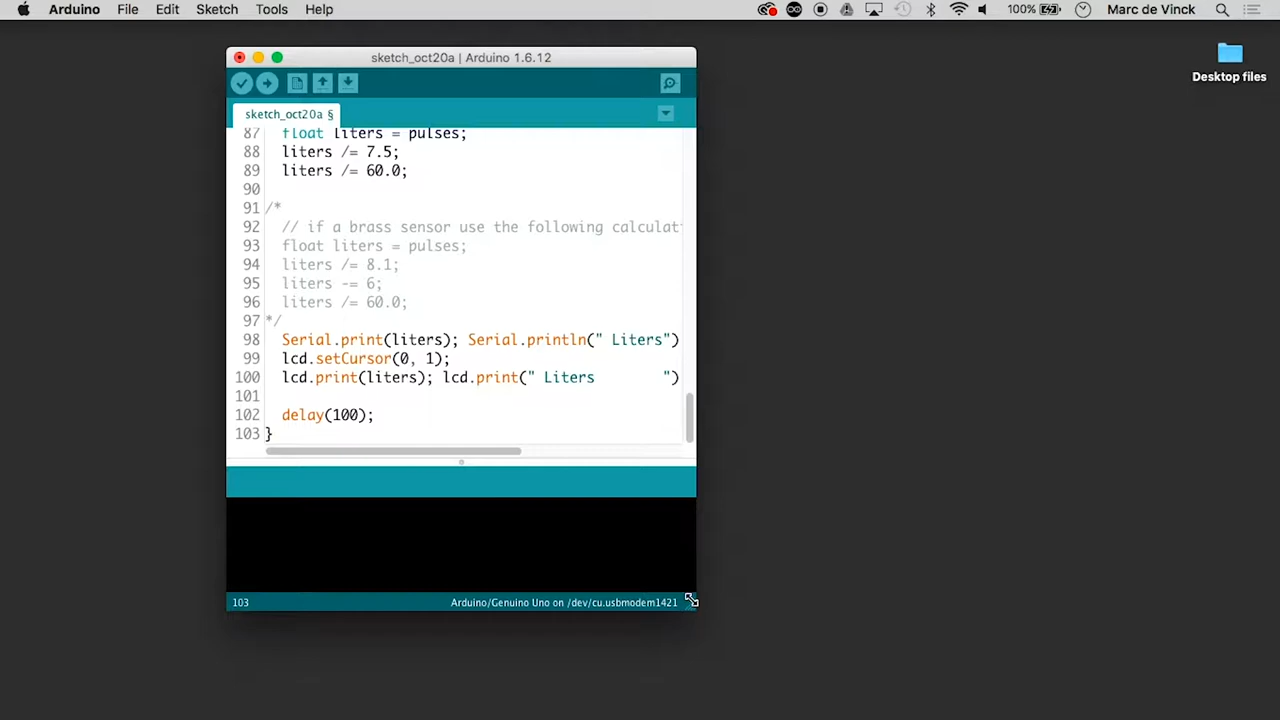 Arduino File Edit Sketch Tools Help 100% Marc de Vinck
Desktop files
sketch_oct20a | Arduino 1.6.12
sketch_oct20a §
87 float liters = pulses;
88 liters /= 7.5;
89 liters /= 60.0;
90
91 /*
92 // if a brass sensor use the following calculat
93 float liters = pulses;
94 liters /= 8.1;
95 liters -= 6;
96 liters /= 60.0;
97 */
98 Serial.print(liters); Serial.println(" Liters")
99 lcd.setCursor(0, 1);
100 lcd.print(liters); lcd.print(" Liters        ")
101
102 delay(100);
103 }
103 Arduino/Genuino Uno on /dev/cu.usbmodem1421